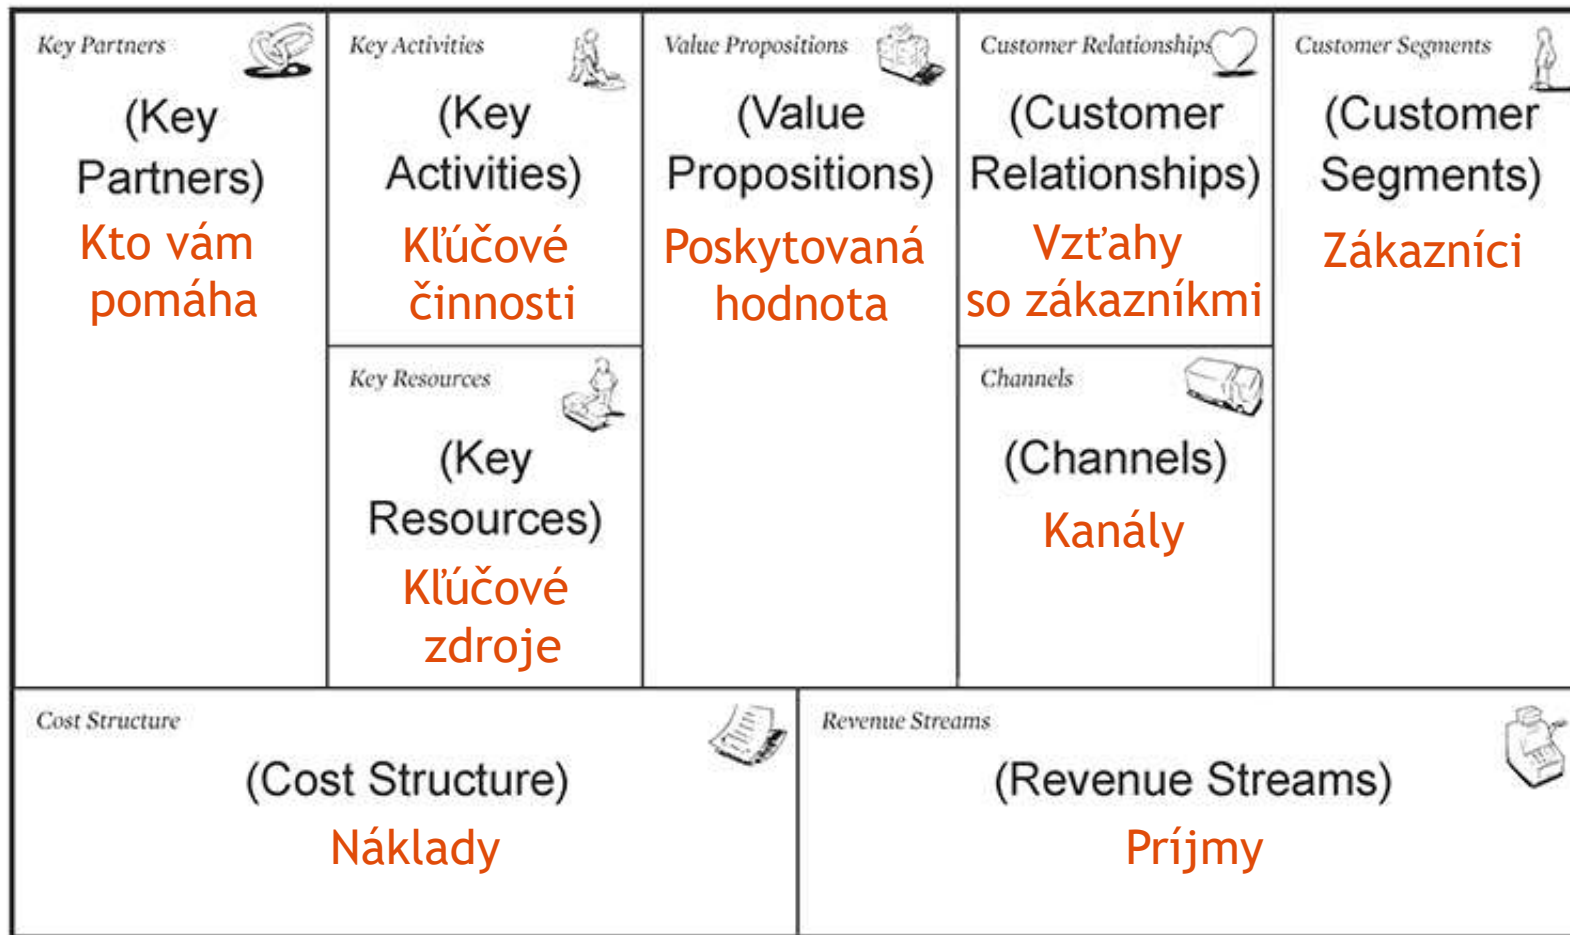 Key Partners
(Key
Partners)
Kto vám
pomáha
Key Activities
(Key
Activities)
Kľúčové
činnosti
Key Resources
(Key
Resources)
Kľúčové
zdroje
Value Propositions
(Value
Propositions)
Poskytovaná
hodnota
Customer Relationships
(Customer
Relationships)
Vzťahy
so zákazníkmi
Channels
(Channels)
Kanály
Customer Segments
(Customer
Segments)
Zákazníci
Cost Structure
(Cost Structure)
Náklady
Revenue Streams
(Revenue Streams)
Príjmy